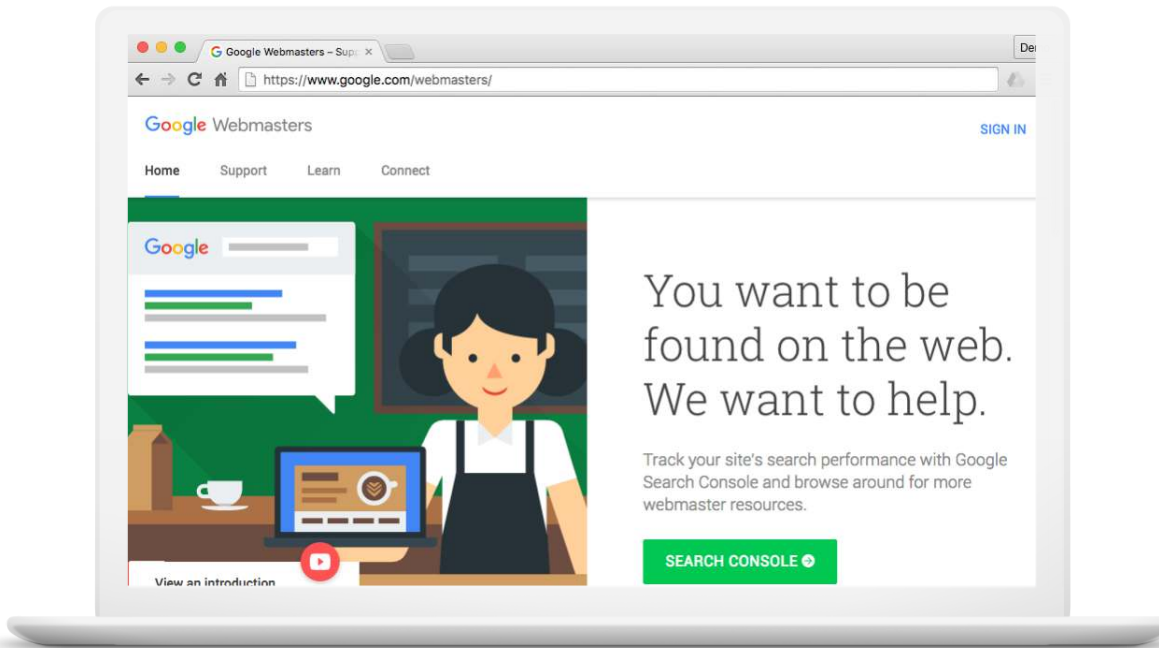 Google Webmasters – Sup
De
https://www.google.com/webmasters/
Google Webmasters
SIGN IN
Home Support Learn Connect
Google
You want to be
found on the web.
We want to help.
Track your site's search performance with Google
Search Console and browse around for more
webmaster resources.
SEARCH CONSOLE
View an introduction